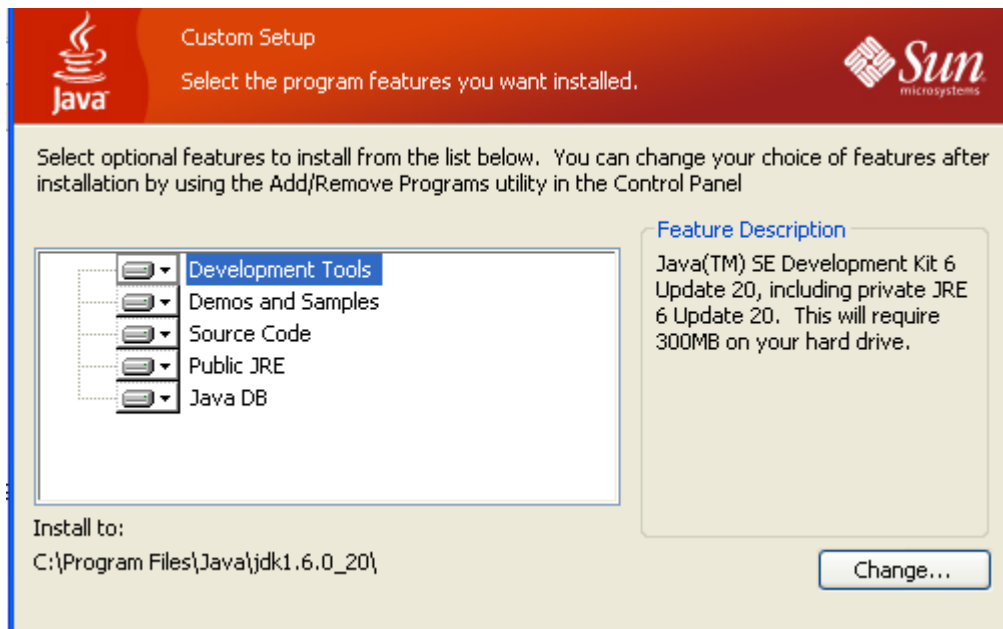 Custom Setup
Select the program features you want installed.
Java
Sun
microsystems
Select optional features to install from the list below.  You can change your choice of features after
installation by using the Add/Remove Programs utility in the Control Panel
Development Tools
Demos and Samples
Source Code
Public JRE
Java DB
Feature Description
Java(TM) SE Development Kit 6
Update 20, including private JRE
6 Update 20.  This will require
300MB on your hard drive.
Install to:
C:\Program Files\Java\jdk1.6.0_20\
Change...